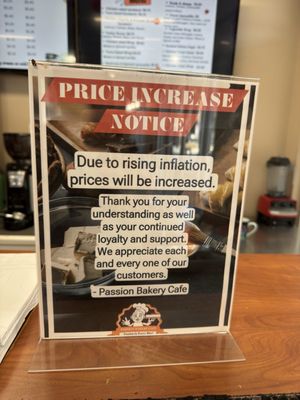 PRICE INCREASE
NOTICE
Due to rising inflation,
prices will be increased.
Thank you for your
understanding as well
as your continued
loyalty and support.
We appreciate each
and every one of our
customers.
- Passion Bakery Cafe